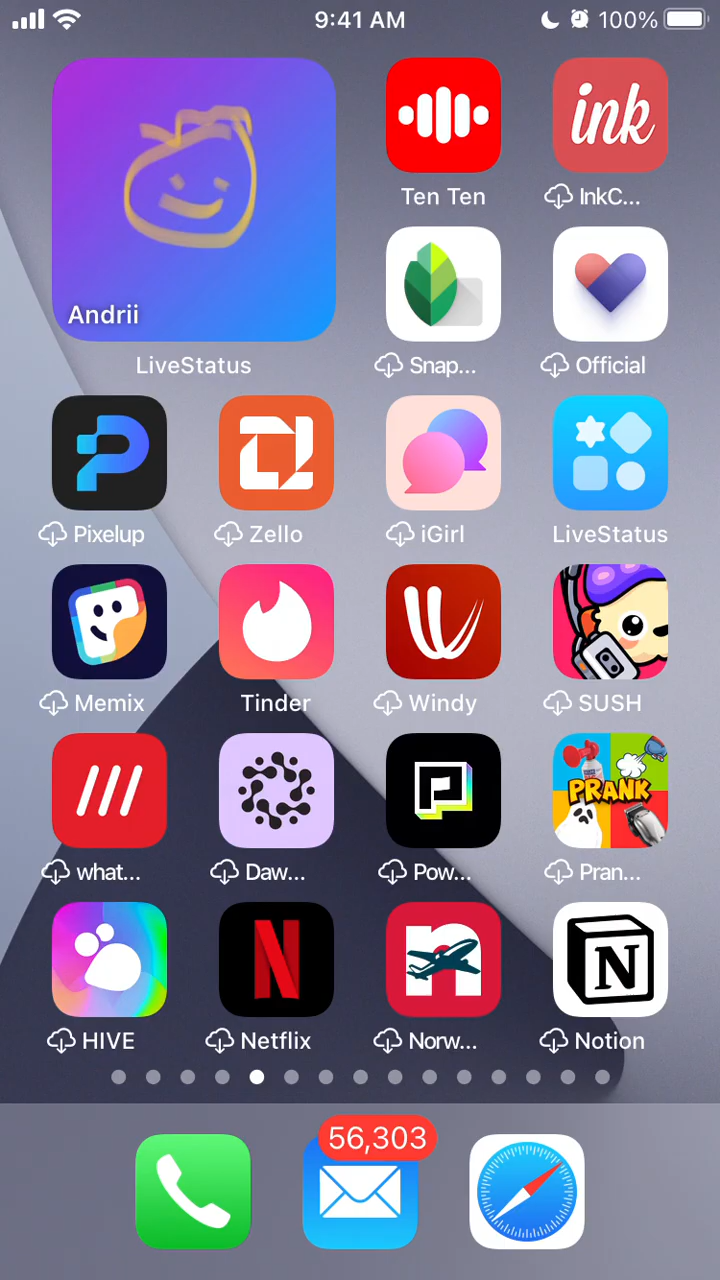 9:41 AM
100%
ink
Ten Ten
InkC...
Andrii
LiveStatus
Snap...
Official
Pixelup
Zello
iGirl
LiveStatus
Memix
Tinder
Windy
SUSH
PRANK
what...
Daw...
Pow...
Pran...
N
n
N
HIVE
Netflix
Norw...
Notion
56,303